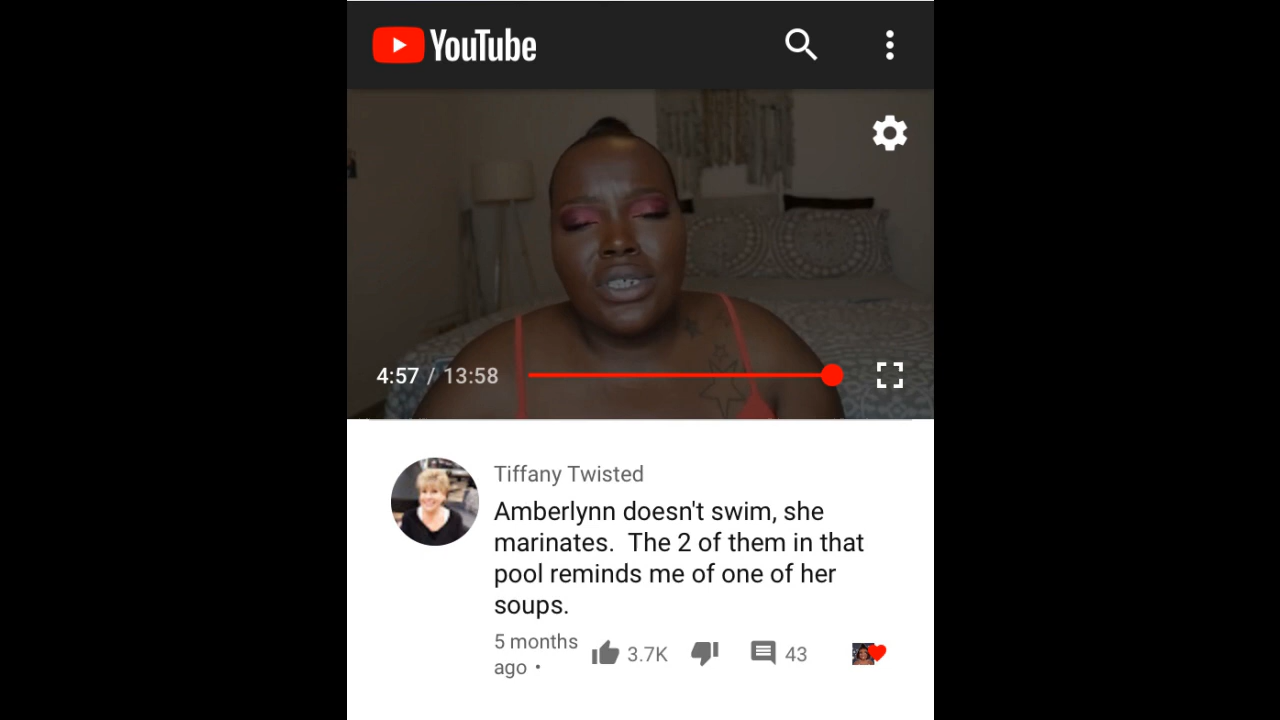 YouTube
4:57 / 13:58
Tiffany Twisted
Amberlynn doesn't swim, she
marinates.  The 2 of them in that
pool reminds me of one of her
soups.
5 months
ago •
3.7K
43